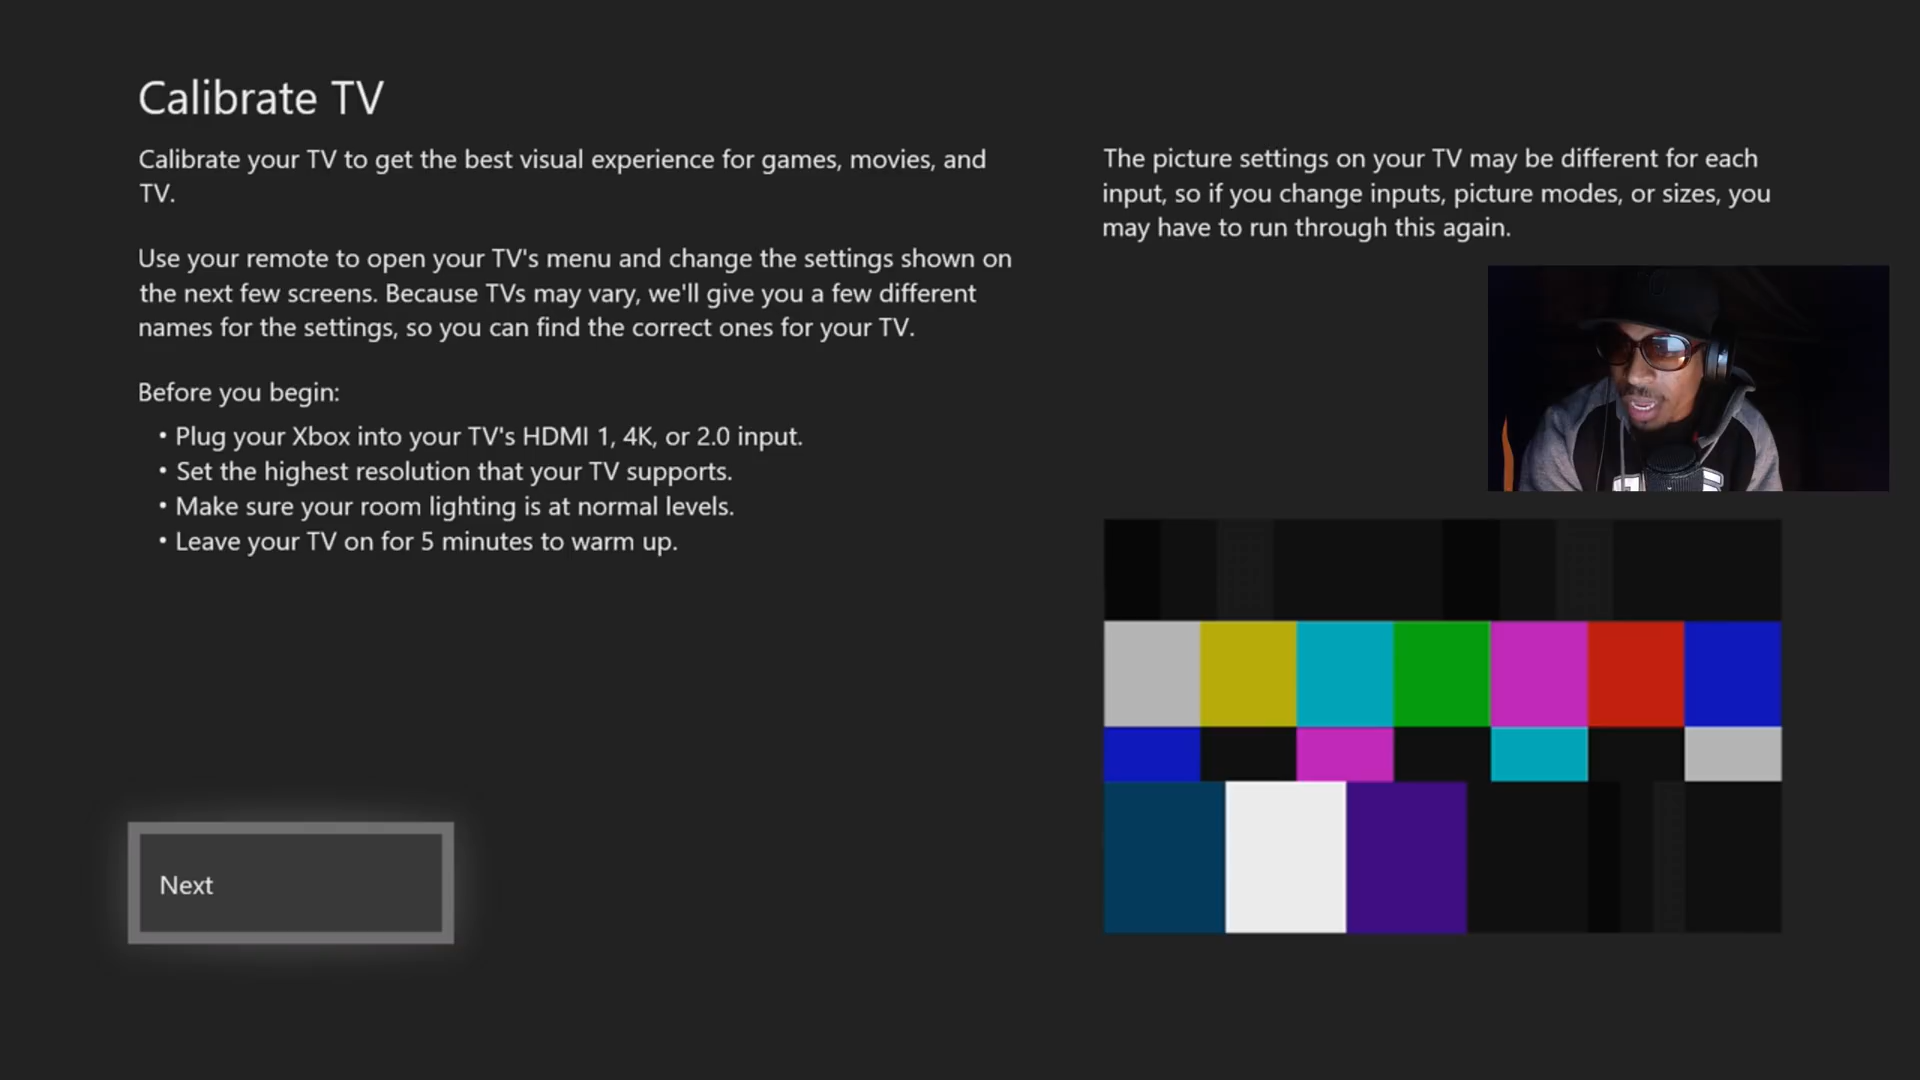 Calibrate TV
Calibrate your TV to get the best visual experience for games, movies, and
TV.
Use your remote to open your TV's menu and change the settings shown on
the next few screens. Because TVs may vary, we'll give you a few different
names for the settings, so you can find the correct ones for your TV.
Before you begin:
• Plug your Xbox into your TV's HDMI 1, 4K, or 2.0 input.
• Set the highest resolution that your TV supports.
• Make sure your room lighting is at normal levels.
• Leave your TV on for 5 minutes to warm up.
Next
The picture settings on your TV may be different for each
input, so if you change inputs, picture modes, or sizes, you
may have to run through this again.